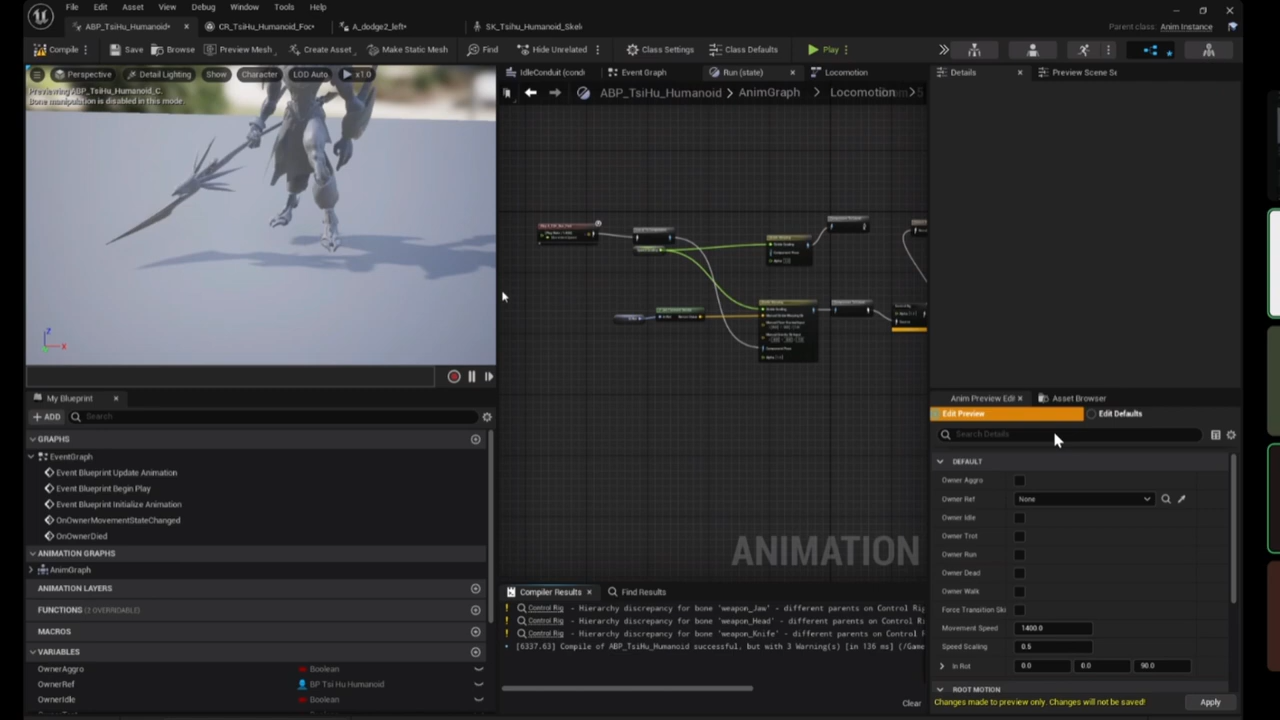 File Edit Asset View Debug Window Tools Help
ABP_TsiHu_Humanoid* CR_TsiHu_Humanoid_Foc* A_dodge2_left* SK_Tsihu_Humanoid_Skel
Parent class: Anim Instance
Compile Save Browse Preview Mesh Create Asset Make Static Mesh Find Hide Unrelated Class Settings Class Defaults Play
Perspective Detail Lighting Show Character LOD Auto x1.0
Previewing ABP_TsiHu_Humanoid_C.
Bone manipulation is disabled in this mode.
Z
X
IdleConduit (condi Event Graph Run (state) Locomotion
ABP_TsiHu_Humanoid > AnimGraph > Locomotion
ANIMATION
Details Preview Scene Se
My Blueprint
ADD Search
GRAPHS
EventGraph
Event Blueprint Update Animation
Event Blueprint Begin Play
Event Blueprint Initialize Animation
OnOwnerMovementStateChanged
OnOwnerDied
ANIMATION GRAPHS
AnimGraph
ANIMATION LAYERS
FUNCTIONS (2 OVERRIDABLE)
MACROS
VARIABLES
OwnerAggro Boolean
OwnerRef BP Tsi Hu Humanoid
OwnerIdle Boolean
Compiler Results Find Results
Control Rig - Hierarchy discrepancy for bone 'weapon_Jaw' - different parents on Control Rig
Control Rig - Hierarchy discrepancy for bone 'weapon_Head' - different parents on Control R
Control Rig - Hierarchy discrepancy for bone 'weapon_Knife' - different parents on Control
[6337.63] Compile of ABP_TsiHu_Humanoid successful, but with 3 Warning(s) [in 136 ms] (/Game
Clear
Anim Preview Edi Asset Browser
Edit Preview Edit Defaults
Search Details
DEFAULT
Owner Aggro
Owner Ref None
Owner Idle
Owner Trot
Owner Run
Owner Dead
Owner Walk
Force Transition Ski
Movement Speed 1400.0
Speed Scaling 0.5
In Rot 0.0 0.0 90.0
ROOT MOTION
Changes made to preview only. Changes will not be saved! Apply